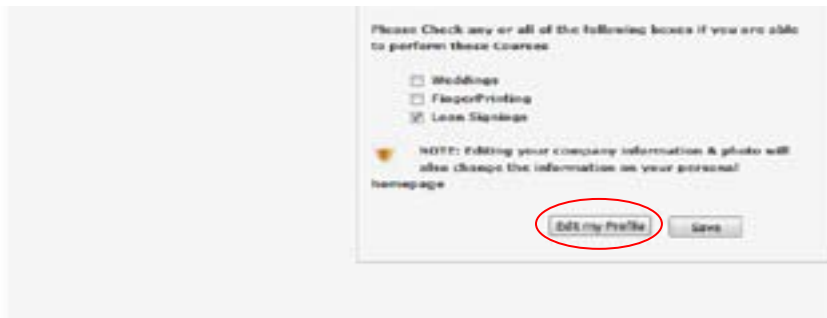 Please Check any or all of the following boxes if you are able
to perform these Courses
Weddings
FingerPrinting
Loan Signings
NOTE: Editing your company information & photo will
also change the information on your personal
homepage
Edit my Profile Save